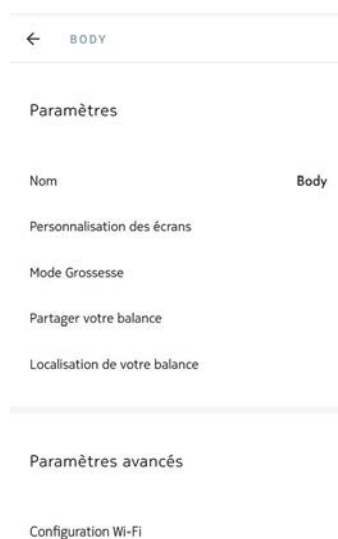 BODY
Paramètres
Nom Body
Personnalisation des écrans
Mode Grossesse
Partager votre balance
Localisation de votre balance
Paramètres avancés
Configuration Wi-Fi